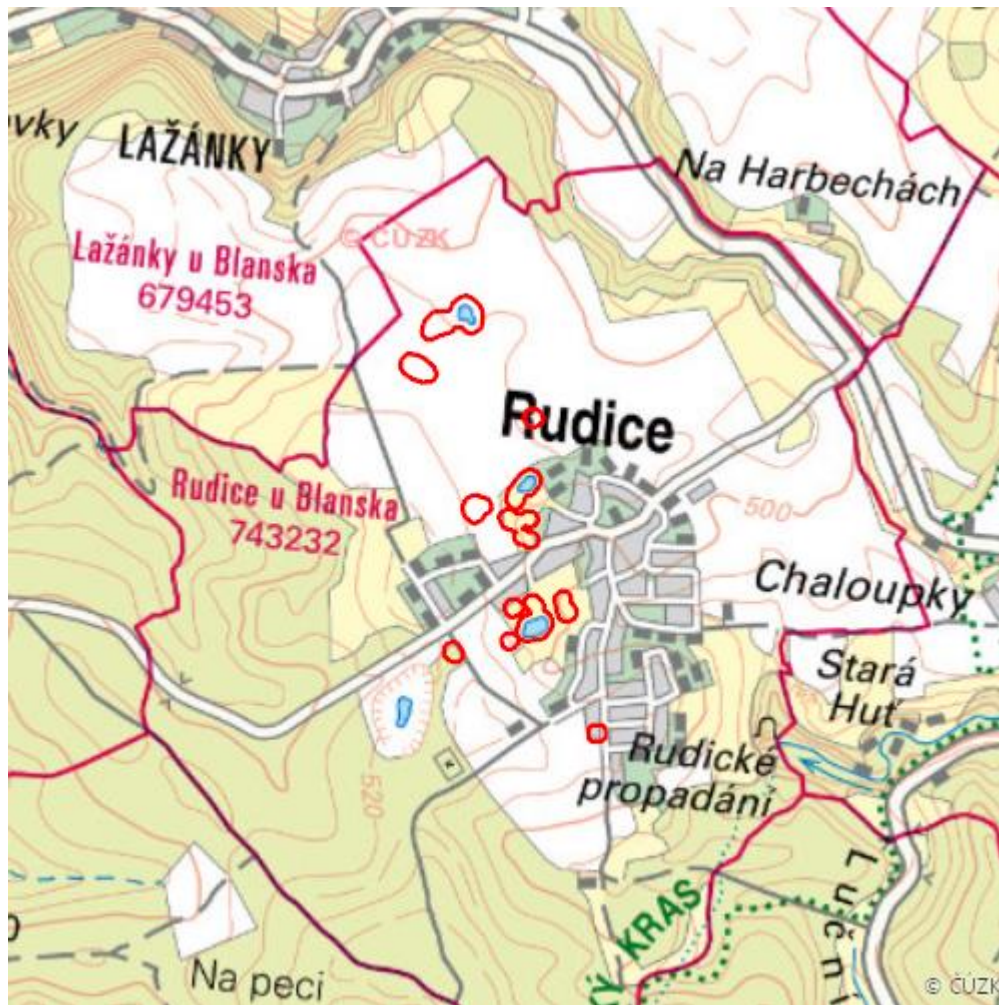 LAŽÁNKY
Na Harbechách
© ČÚZK
Lažánky u Blanska
679453
Rudice
Rudice u Blanska
743232
500
Chaloupky
Stará
Huť
Rudické
propadání
520
KRAS
Na peci
© ČÚZK